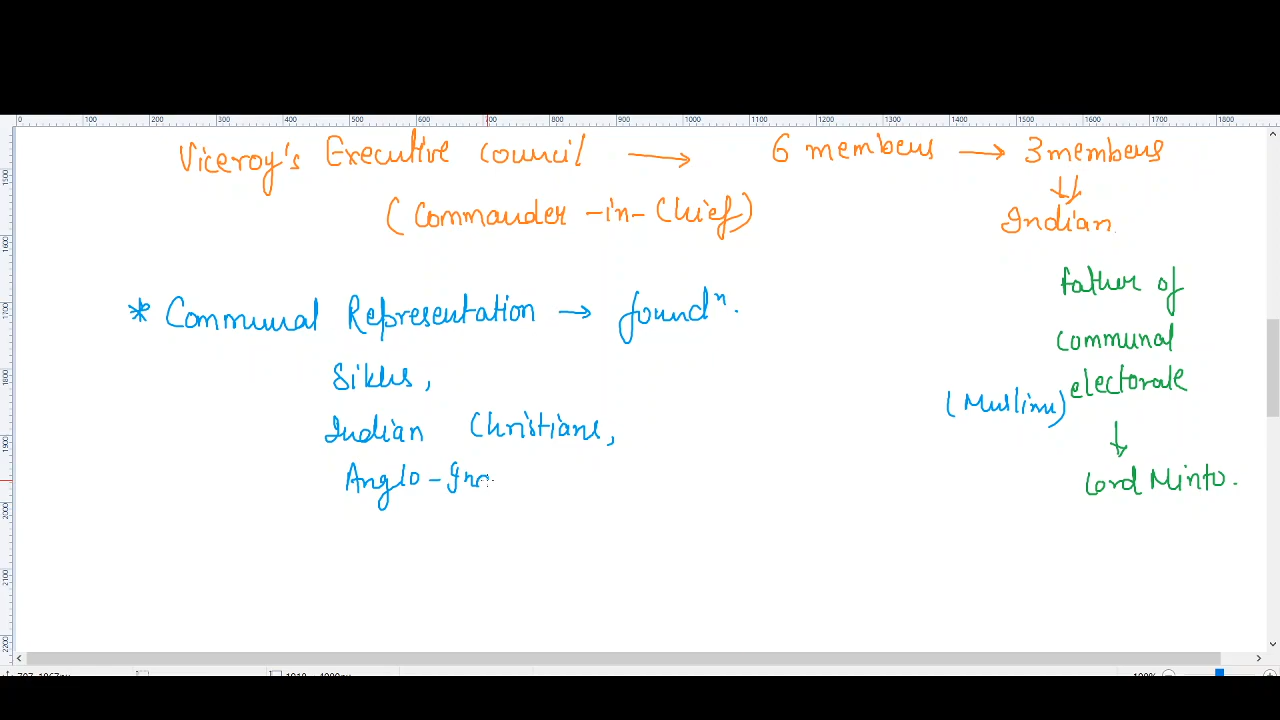 Viceroy's Executive Council → 6 members → 3 members
(Commander-in-Chief)
Indian
* Communal Representation → foundn.
Sikhs,
Indian Christians,
Anglo-In
Father of
communal
electorate
(Muslims)
Lord Minto.